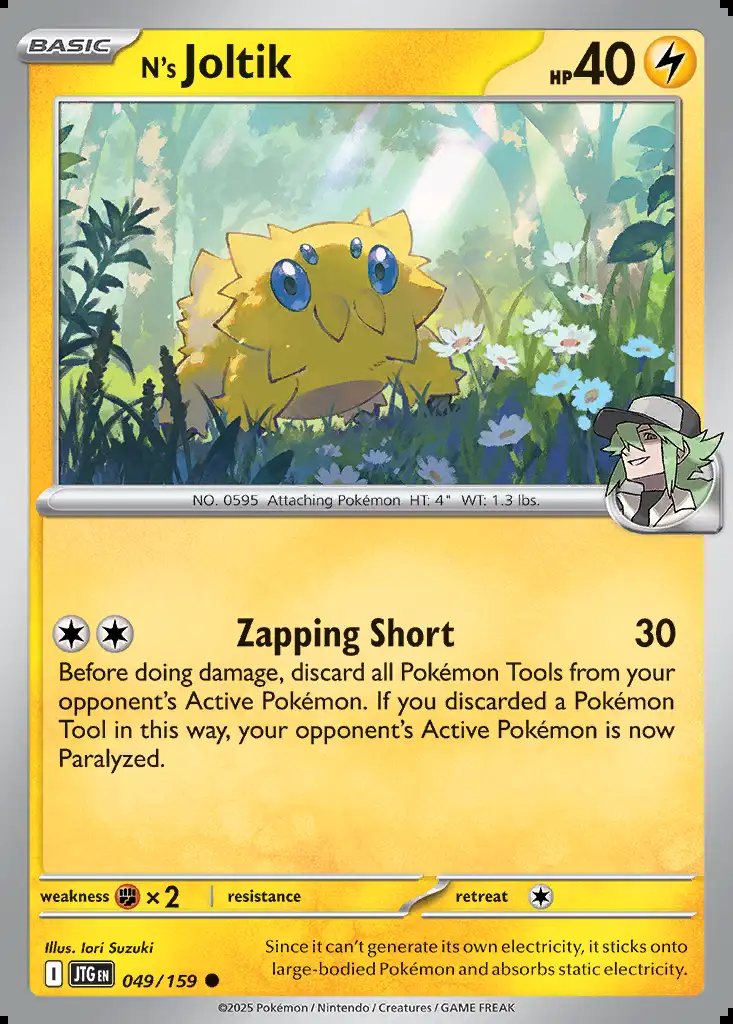 BASIC
N's Joltik
HP 40
NO. 0595 Attaching Pokémon HT: 4" WT: 1.3 lbs.
Zapping Short 30
Before doing damage, discard all Pokémon Tools from your
opponent's Active Pokémon. If you discarded a Pokémon
Tool in this way, your opponent's Active Pokémon is now
Paralyzed.
weakness ×2 resistance retreat
Illus. Iori Suzuki
Since it can't generate its own electricity, it sticks onto
large-bodied Pokémon and absorbs static electricity.
I JTG EN 049/159
©2025 Pokémon / Nintendo / Creatures / GAME FREAK